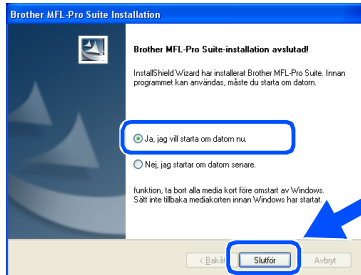 Brother MFL-Pro Suite Installation
Brother MFL-Pro Suite-installation avslutad!
InstallShield Wizard har installerat Brother MFL-Pro Suite. Innan
programmet kan användas, måste du starta om datorn.
Ja, jag vill starta om datorn nu.
Nej, jag startar om datorn senare.
funktion, ta bort alla media kort före omstart av Windows.
Sätt inte tillbaka mediakorten innan Windows har startat.
Slutför
Avbryt